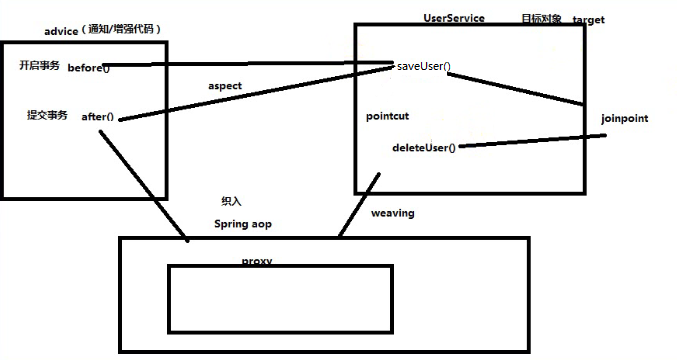 advice（通知/增强代码）
开启事务 before()
提交事务 after()
aspect
UserService 目标对象 target
saveUser()
pointcut
joinpoint
deleteUser()
weaving
织入
Spring aop
proxy